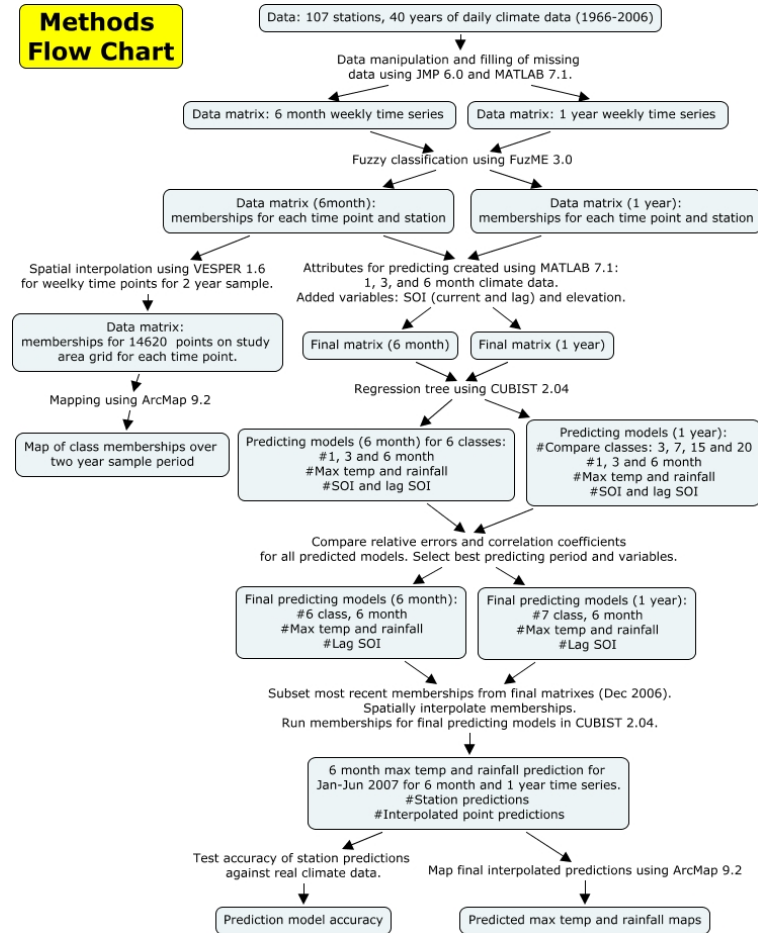 Methods
Flow Chart
Data: 107 stations, 40 years of daily climate data (1966-2006)
Data manipulation and filling of missing
data using JMP 6.0 and MATLAB 7.1.
Data matrix: 6 month weekly time series
Data matrix: 1 year weekly time series
Fuzzy classification using FuzME 3.0
Data matrix (6month):
memberships for each time point and station
Data matrix (1 year):
memberships for each time point and station
Spatial interpolation using VESPER 1.6
for weelky time points for 2 year sample.
Attributes for predicting created using MATLAB 7.1:
1, 3, and 6 month climate data.
Added variables: SOI (current and lag) and elevation.
Data matrix:
memberships for 14620 points on study
area grid for each time point.
Final matrix (6 month)
Final matrix (1 year)
Mapping using ArcMap 9.2
Regression tree using CUBIST 2.04
Map of class memberships over
two year sample period
Predicting models (6 month) for 6 classes:
#1, 3 and 6 month
#Max temp and rainfall
#SOI and lag SOI
Predicting models (1 year):
#Compare classes: 3, 7, 15 and 20
#1, 3 and 6 month
#Max temp and rainfall
#SOI and lag SOI
Compare relative errors and correlation coefficients
for all predicted models. Select best predicting period and variables.
Final predicting models (6 month):
#6 class, 6 month
#Max temp and rainfall
#Lag SOI
Final predicting models (1 year):
#7 class, 6 month
#Max temp and rainfall
#Lag SOI
Subset most recent memberships from final matrixes (Dec 2006).
Spatially interpolate memberships.
Run memberships for final predicting models in CUBIST 2.04.
6 month max temp and rainfall prediction for
Jan-Jun 2007 for 6 month and 1 year time series.
#Station predictions
#Interpolated point predictions
Test accuracy of station predictions
against real climate data.
Map final interpolated predictions using ArcMap 9.2
Prediction model accuracy
Predicted max temp and rainfall maps